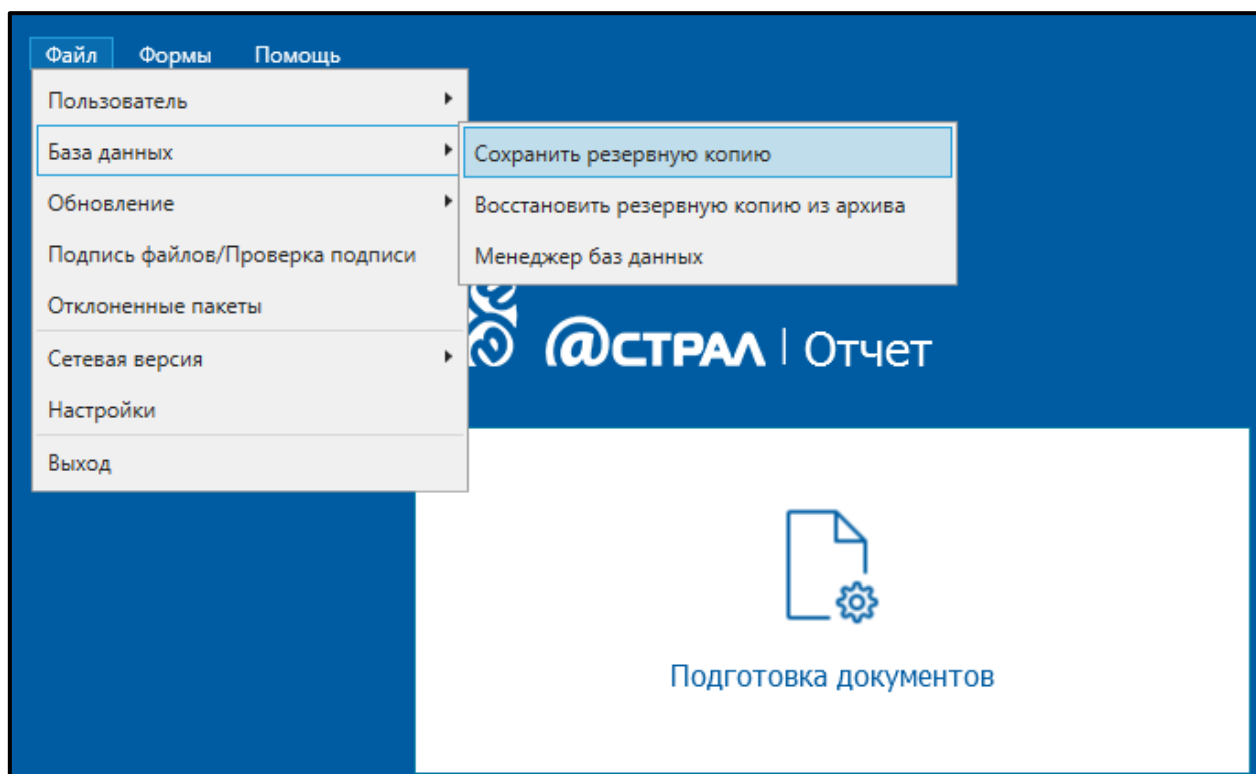 Файл Формы Помощь
Пользователь
База данных
Сохранить резервную копию
Обновление
Восстановить резервную копию из архива
Подпись файлов/Проверка подписи
Менеджер баз данных
Отклоненные пакеты
Сетевая версия
@СТРАЛ | Отчет
Настройки
Выход
Подготовка документов